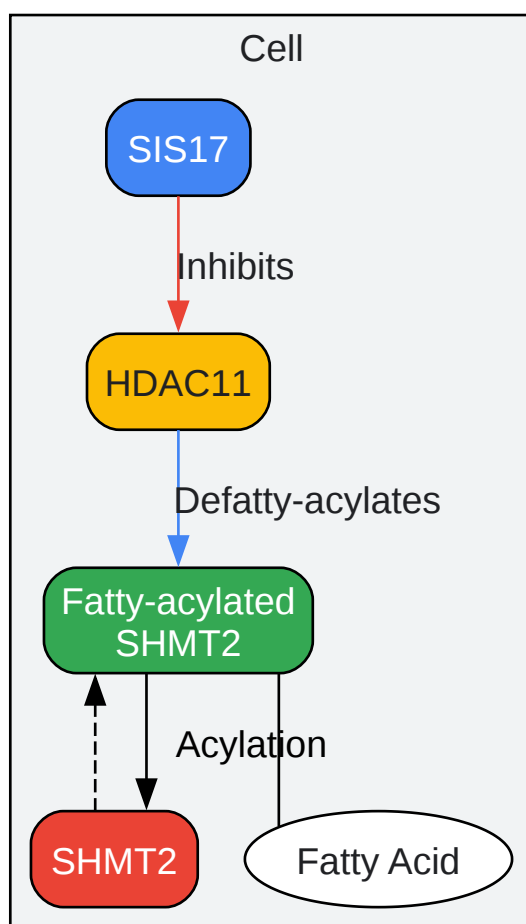 Cell
SIS17
Inhibits
HDAC11
Defatty-acylates
Fatty-acylated
SHMT2
Acylation
SHMT2
Fatty Acid